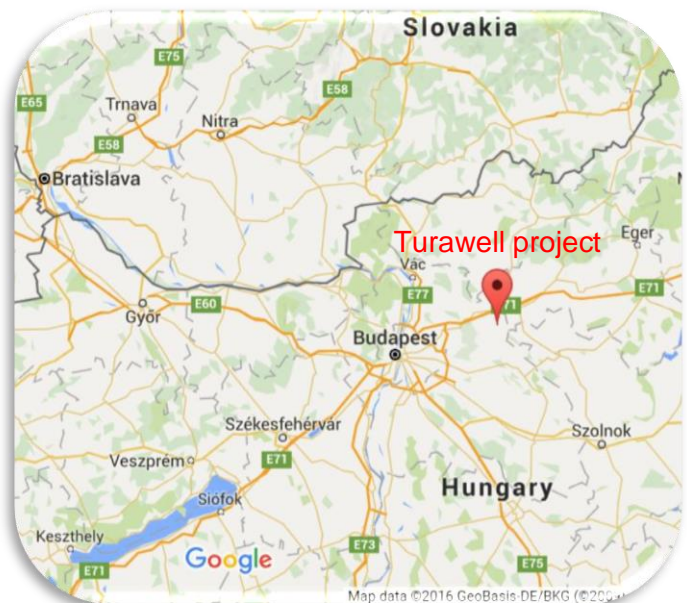 Slovakia
E75
E58
E65
Trnava
Nitra
E58
Bratislava
Turawell project
Eger
Vác
E77
E71
E71
E60
Győr
Budapest
Székesfehérvár
Szolnok
E71
Veszprém
Hungary
Siófok
Keszthely
Google
E73
E75
E71
Map data ©2016 GeoBasis-DE/BKG